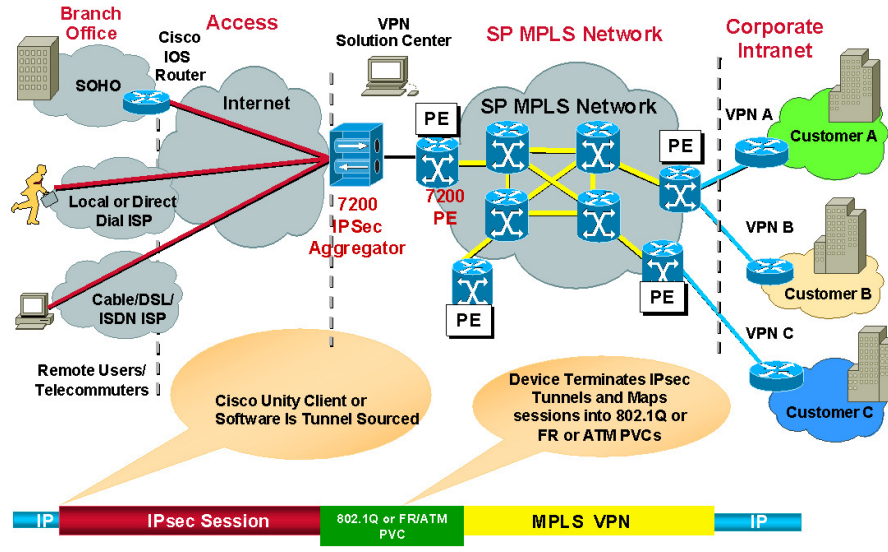 Branch
Office
Access
Cisco
IOS
Router
VPN
Solution Center
SP MPLS Network
Corporate
Intranet
SOHO
Internet
SP MPLS Network
PE
PE
VPN A
Customer A
Local or Direct
Dial ISP
7200
IPSec
Aggregator
7200
PE
VPN B
Customer B
Cable/DSL/
ISDN ISP
PE
PE
VPN C
Customer C
Remote Users/
Telecommuters
Cisco Unity Client or
Software Is Tunnel Sourced
Device Terminates IPsec
Tunnels and Maps
sessions into 802.1Q or
FR or ATM PVCs
IP
IPsec Session
802.1Q or FR/ATM
PVC
MPLS VPN
IP